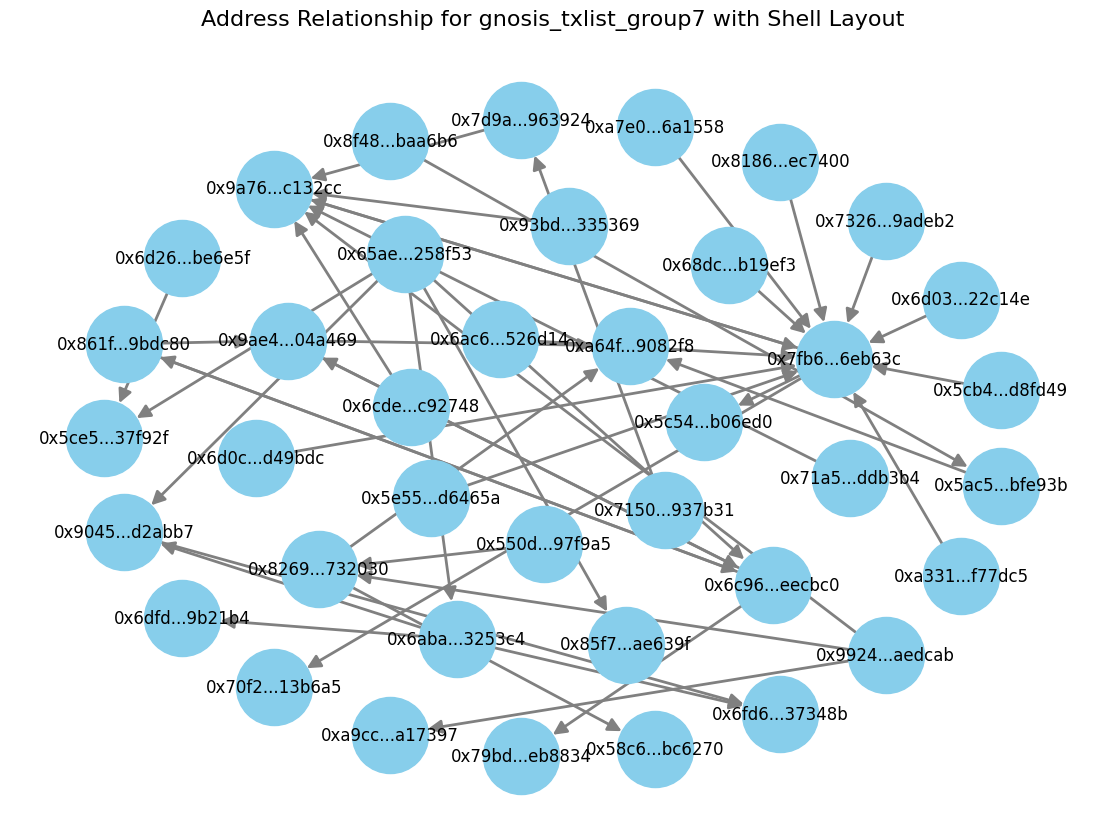 Address Relationship for gnosis_txlist_group7 with Shell Layout
0x7d9a...963924
0xa7e0...6a1558
0x8f48...baa6b6
0x8186...ec7400
0x9a76...c132cc
0x93bd...335369
0x7326...9adeb2
0x65ae...258f53
0x6d26...be6e5f
0x68dc...b19ef3
0x6d03...22c14e
0x861f...9bdc80
0x9ae4...04a469
0x6ac6...526d14
0xa64f...9082f8
0x7fb6...6eb63c
0x5cb4...d8fd49
0x6cde...c92748
0x5c54...b06ed0
0x5ce5...37f92f
0x6d0c...d49bdc
0x71a5...ddb3b4
0x5ac5...bfe93b
0x5e55...d6465a
0x7150...937b31
0x9045...d2abb7
0x550d...97f9a5
0x8269...732030
0x6c96...eecbc0
0xa331...f77dc5
0x6dfd...9b21b4
0x6aba...3253c4
0x85f7...ae639f
0x9924...aedcab
0x70f2...13b6a5
0x6fd6...37348b
0xa9cc...a17397
0x79bd...eb8834
0x58c6...bc6270